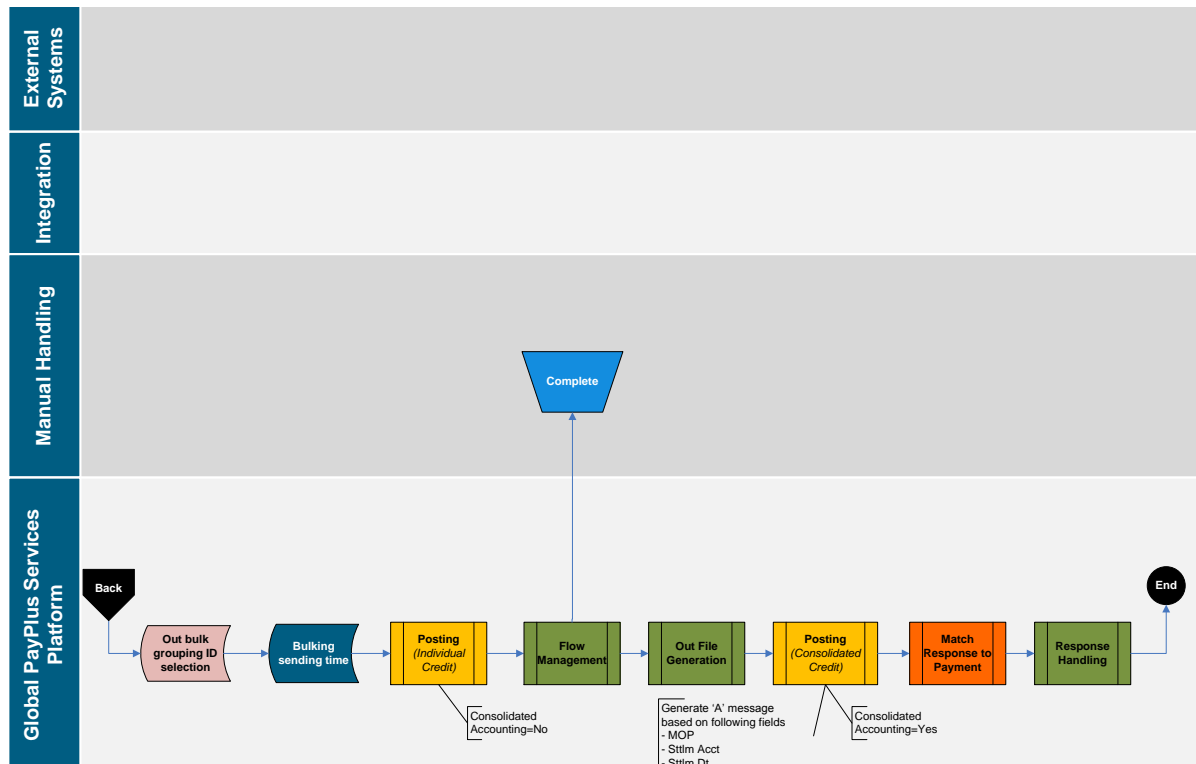 External
Systems
Integration
Manual Handling
Complete
Global PayPlus Services
Platform
Back
Out bulk
grouping ID
selection
Bulking
sending time
Posting
(Individual
Credit)
Flow
Management
Out File
Generation
Posting
(Consolidated
Credit)
Match
Response to
Payment
Response
Handling
End
Consolidated
Accounting=No
Generate ‘A’ message
based on following fields
- MOP
- Sttlm Acct
- Sttlm Dt
Consolidated
Accounting=Yes